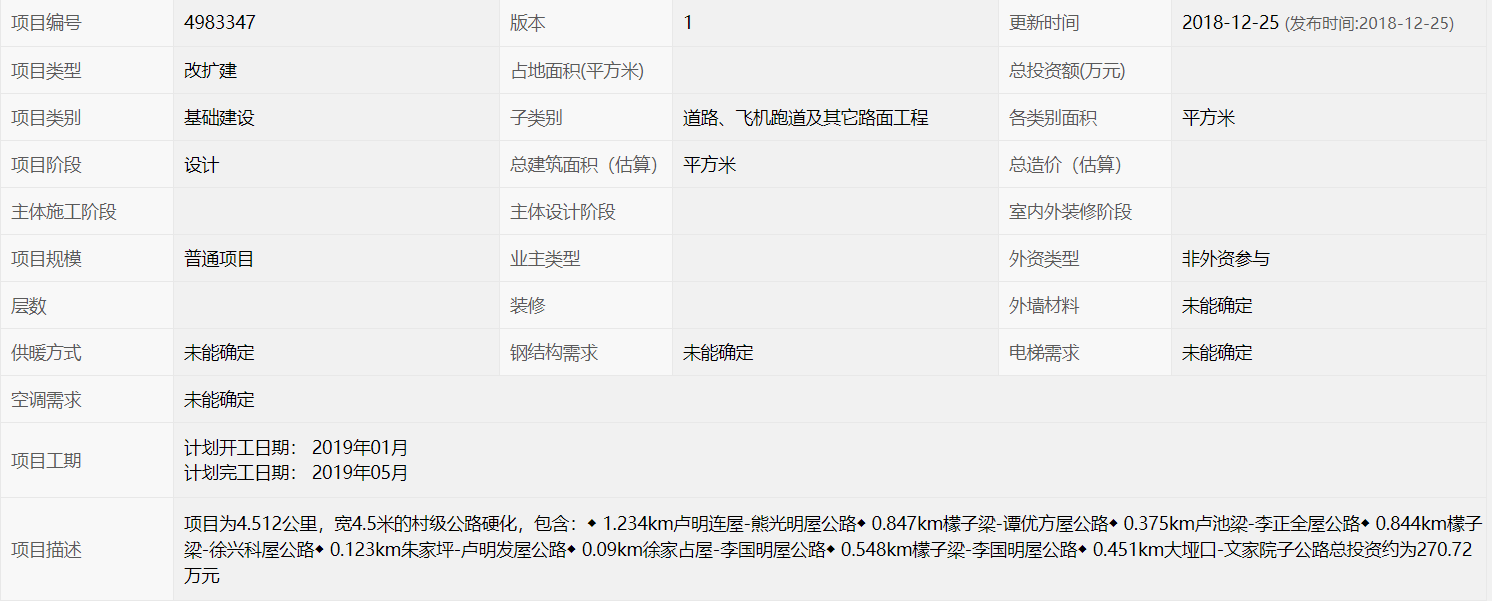 项目编号 4983347 版本 1 更新时间 2018-12-25 (发布时间:2018-12-25)
项目类型 改扩建 占地面积(平方米) 总投资额(万元)
项目类别 基础建设 子类别 道路、飞机跑道及其它路面工程 各类别面积 平方米
项目阶段 设计 总建筑面积（估算） 平方米 总造价（估算）
主体施工阶段 主体设计阶段 室内外装修阶段
项目规模 普通项目 业主类型 外资类型 非外资参与
层数 装修 外墙材料 未能确定
供暖方式 未能确定 钢结构需求 未能确定 电梯需求 未能确定
空调需求 未能确定
项目工期
计划开工日期： 2019年01月
计划完工日期： 2019年05月
项目描述
项目为4.512公里，宽4.5米的村级公路硬化，包含：◆ 1.234km卢明连屋-熊光明屋公路◆ 0.847km檬子梁-谭优方屋公路◆ 0.375km卢池梁-李正全屋公路◆ 0.844km檬子
梁-徐兴科屋公路◆ 0.123km朱家坪-卢明发屋公路◆ 0.09km徐家占屋-李国明屋公路◆ 0.548km檬子梁-李国明屋公路◆ 0.451km大垭口-文家院子公路总投资约为270.72
万元